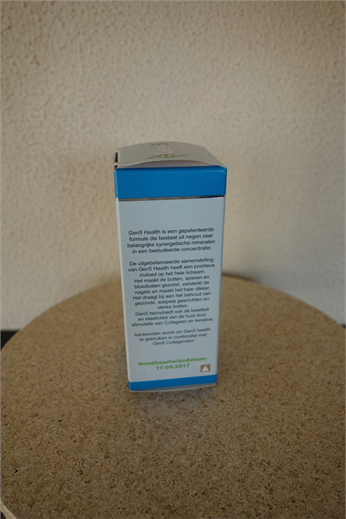 Gen5 Health is een gepatenteerde
formule die bestaat uit negen zeer
belangrijke synergetische mineralen
in een bestudeerde concentratie.
De uitgebalanceerde samenstelling
van Gen5 Health heeft een positieve
invloed op het hele lichaam.
Het maakt de botten, spieren en
bloedvaten gezond, versterkt de
nagels en maakt het haar dikker.
Het draagt bij aan het behoud van
gezonde, soepele gewrichten en
sterke botten.
Gen5 beïnvloedt ook de kwaliteit
en elasticiteit van de huid door
stimulatie van Collageen en keratine.
Aanbevolen wordt om Gen5 health
te gebruiken in combinatie met
Gen5 Collagenator
Houdbaarheidsdatum:
17-05-2017